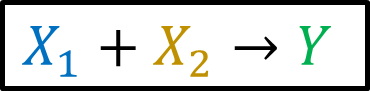 X₁ + X₂ → Y